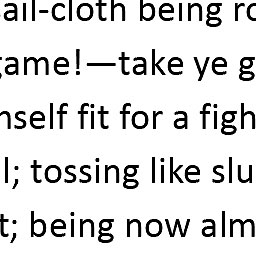 ail-cloth being ro
game!—take ye g
nself fit for a figh
l; tossing like slu
t; being now alm